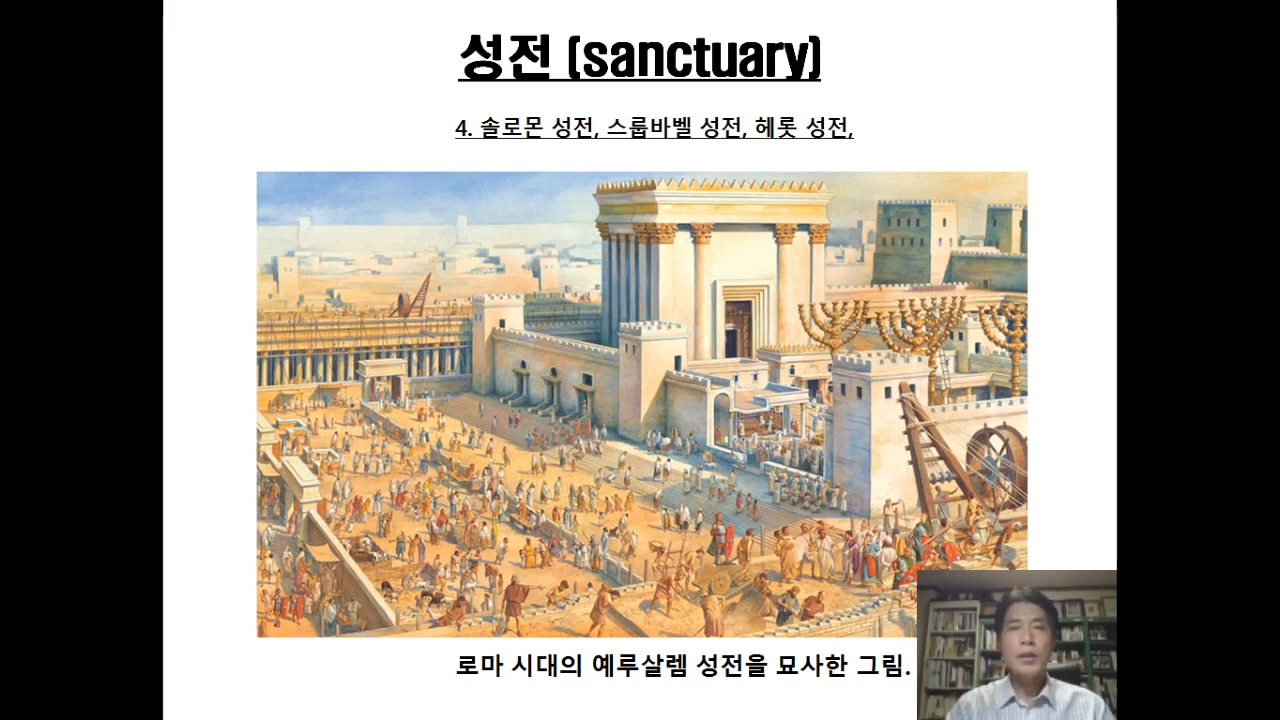 성전 (sanctuary)
4. 솔로몬 성전, 스룹바벨 성전, 헤롯 성전,
로마 시대의 예루살렘 성전을 묘사한 그림.